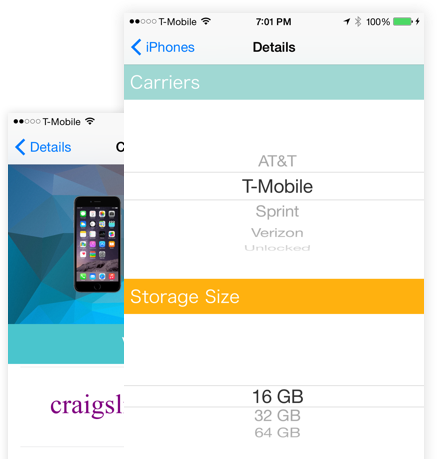 T-Mobile 7:01 PM 100%
iPhones Details
Carriers
AT&T
T-Mobile
Sprint
Verizon
Unlocked
Storage Size
16 GB
32 GB
64 GB
T-Mobile
Details C
craigsl